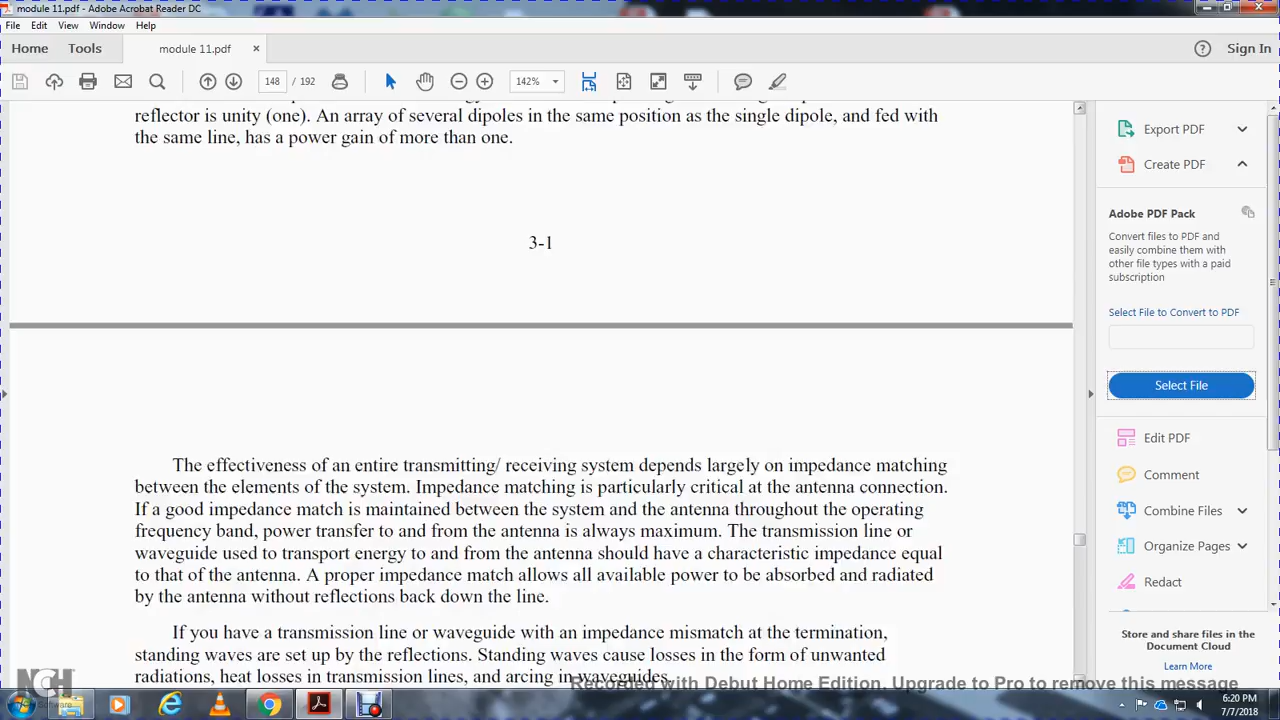 module 11.pdf - Adobe Acrobat Reader DC
File Edit View Window Help
Home Tools module 11.pdf × Sign In
148 / 192 142%
reflector is unity (one). An array of several dipoles in the same position as the single dipole, and fed with
the same line, has a power gain of more than one.
3-1
The effectiveness of an entire transmitting/ receiving system depends largely on impedance matching
between the elements of the system. Impedance matching is particularly critical at the antenna connection.
If a good impedance match is maintained between the system and the antenna throughout the operating
frequency band, power transfer to and from the antenna is always maximum. The transmission line or
waveguide used to transport energy to and from the antenna should have a characteristic impedance equal
to that of the antenna. A proper impedance match allows all available power to be absorbed and radiated
by the antenna without reflections back down the line.
If you have a transmission line or waveguide with an impedance mismatch at the termination,
standing waves are set up by the reflections. Standing waves cause losses in the form of unwanted
radiations, heat losses in transmission lines, and arcing in waveguides.
Export PDF
Create PDF
Adobe PDF Pack
Convert files to PDF and
easily combine them with
other file types with a paid
subscription
Select File to Convert to PDF
Select File
Edit PDF
Comment
Combine Files
Organize Pages
Redact
Store and share files in the
Document Cloud
Learn More
Recorded with Debut Home Edition. Upgrade to Pro to remove this message
NCH
Software
6:20 PM
7/7/2018